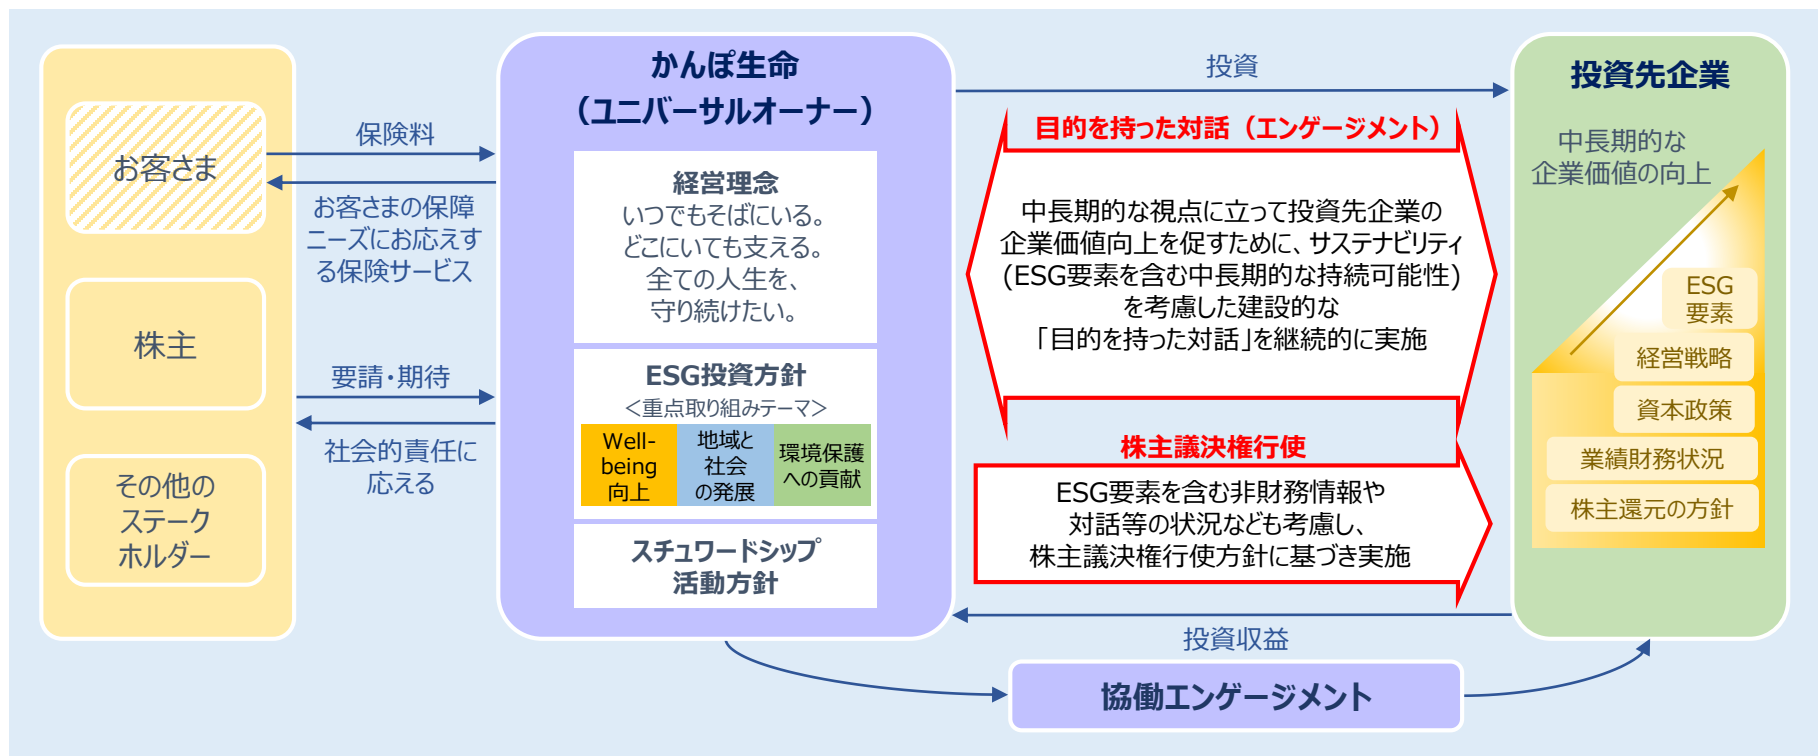 お客さま
株主
その他の
ステーク
ホルダー
保険料
お客さまの保障
ニーズにお応えす
る保険サービス
要請・期待
社会的責任に
応える
かんぽ生命
（ユニバーサルオーナー）
経営理念
いつでもそばにいる。
どこにいても支える。
全ての人生を、
守り続けたい。
ESG投資方針
＜重点取り組みテーマ＞
Well-
being
向上
地域と
社会
の発展
環境保護
への貢献
スチュワードシップ
活動方針
投資
目的を持った対話（エンゲージメント）
中長期的な視点に立って投資先企業の
企業価値向上を促すために、サステナビリティ
(ESG要素を含む中長期的な持続可能性)
を考慮した建設的な
「目的を持った対話」を継続的に実施
株主議決権行使
ESG要素を含む非財務情報や
対話等の状況なども考慮し、
株主議決権行使方針に基づき実施
投資収益
協働エンゲージメント
投資先企業
中長期的な
企業価値の向上
ESG
要素
経営戦略
資本政策
業績財務状況
株主還元の方針